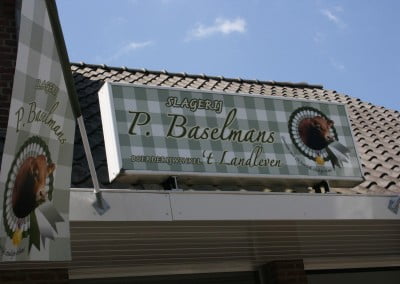 SLAGERIJ
P. Baselmans
BOERDERIJWINKEL 't Landleven
SLAGERIJ
P. Baselmans